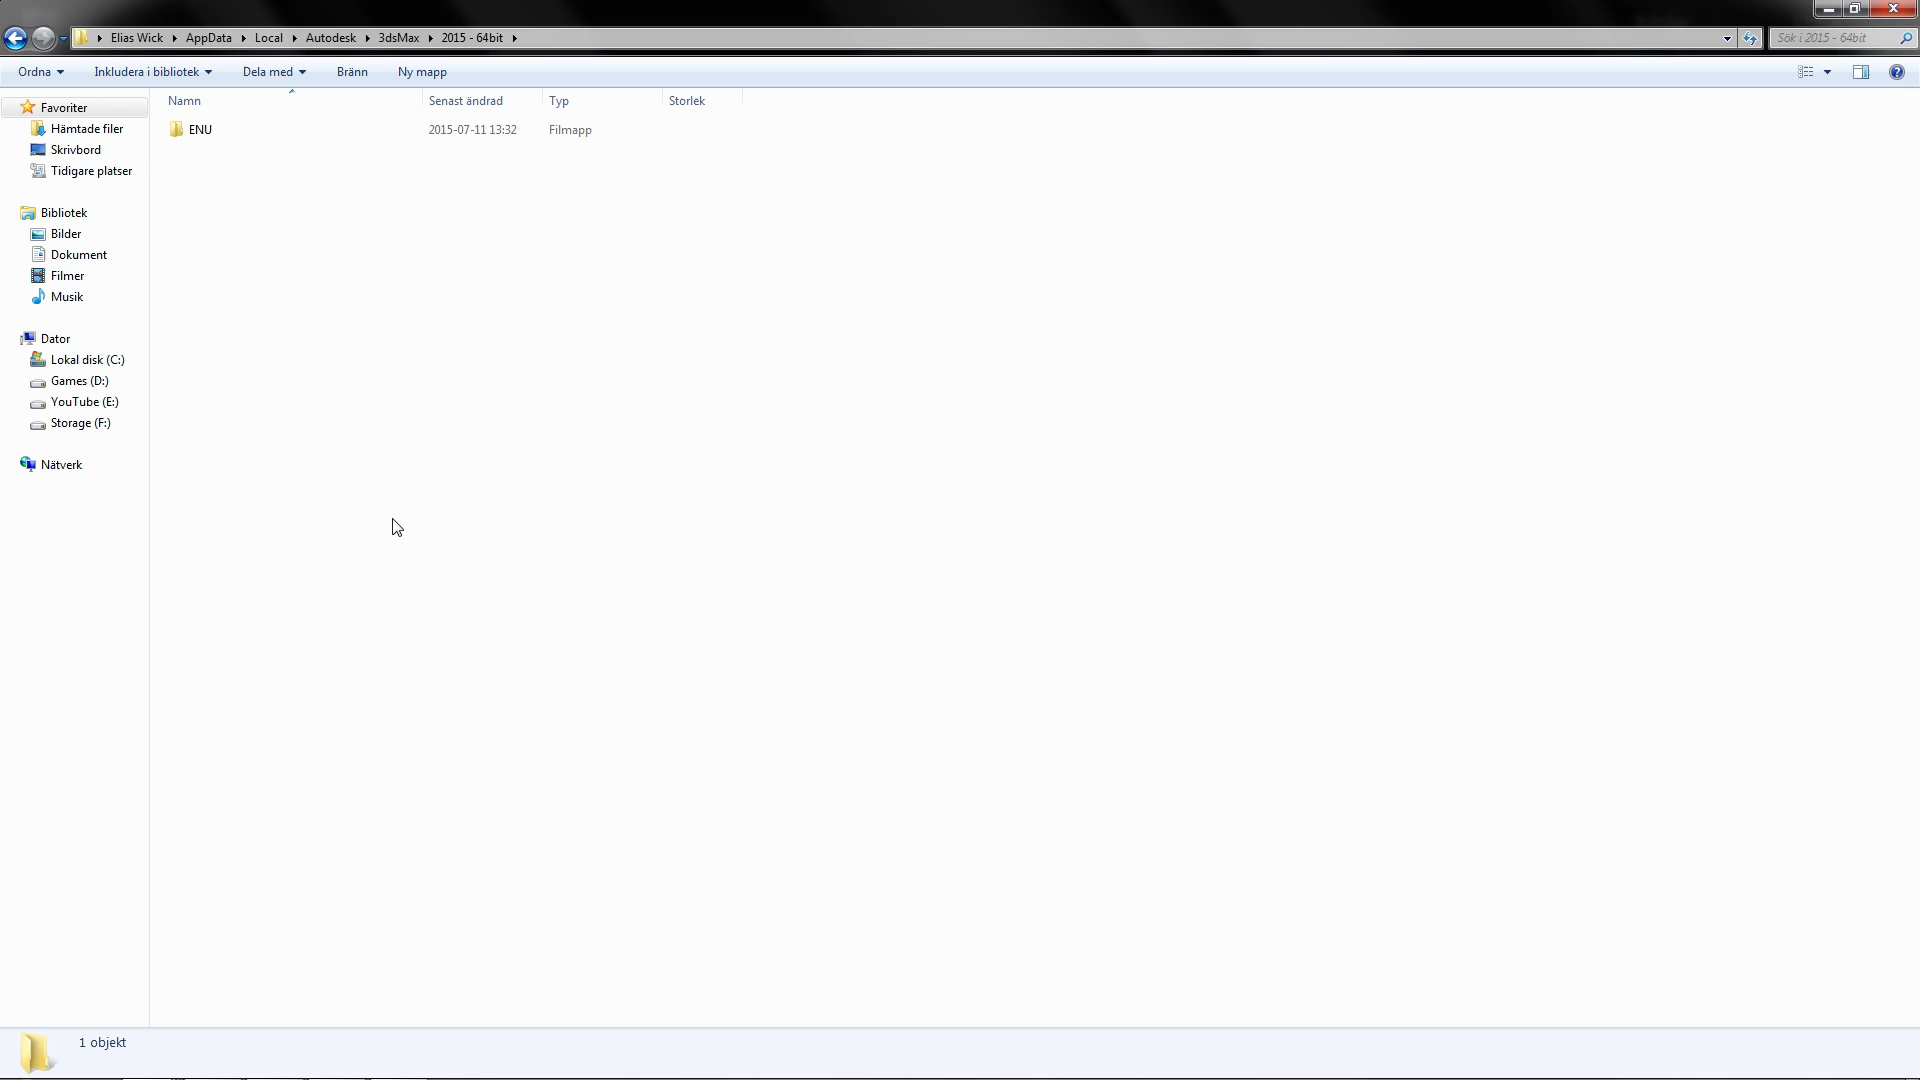 Elias Wick AppData Local Autodesk 3dsMax 2015 - 64bit
Sök i 2015 - 64bit
Ordna Inkludera i bibliotek Dela med Bränn Ny mapp
Namn Senast ändrad Typ Storlek
ENU 2015-07-11 13:32 Filmapp
Favoriter
Hämtade filer
Skrivbord
Tidigare platser
Bibliotek
Bilder
Dokument
Filmer
Musik
Dator
Lokal disk (C:)
Games (D:)
YouTube (E:)
Storage (F:)
Nätverk
1 objekt